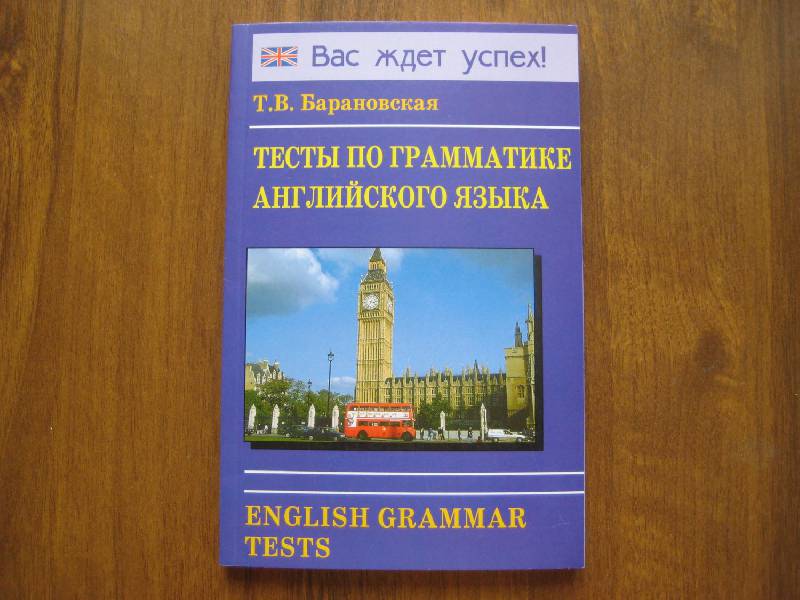 Вас ждет успех!
Т.В. Барановская
ТЕСТЫ ПО ГРАММАТИКЕ
АНГЛИЙСКОГО ЯЗЫКА
ENGLISH GRAMMAR
TESTS